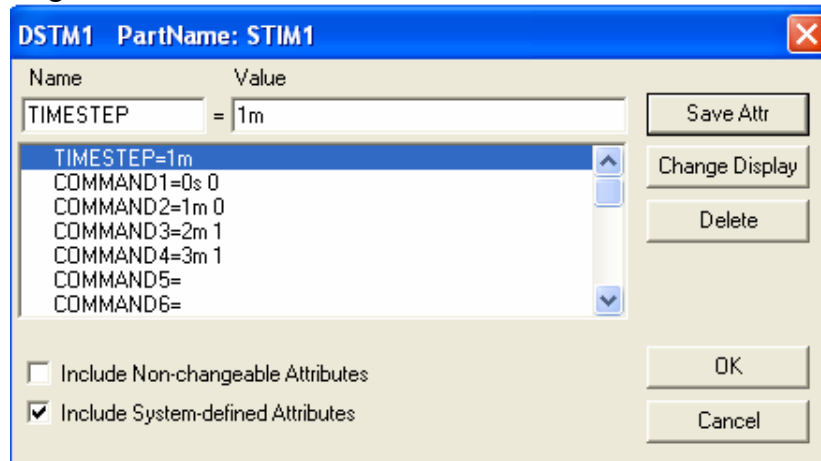 DSTM1 PartName: STIM1
Name Value
TIMESTEP = 1m
Save Attr
TIMESTEP=1m
Change Display
COMMAND1=0s 0
COMMAND2=1m 0
Delete
COMMAND3=2m 1
COMMAND4=3m 1
COMMAND5=
COMMAND6=
Include Non-changeable Attributes
OK
Include System-defined Attributes
Cancel